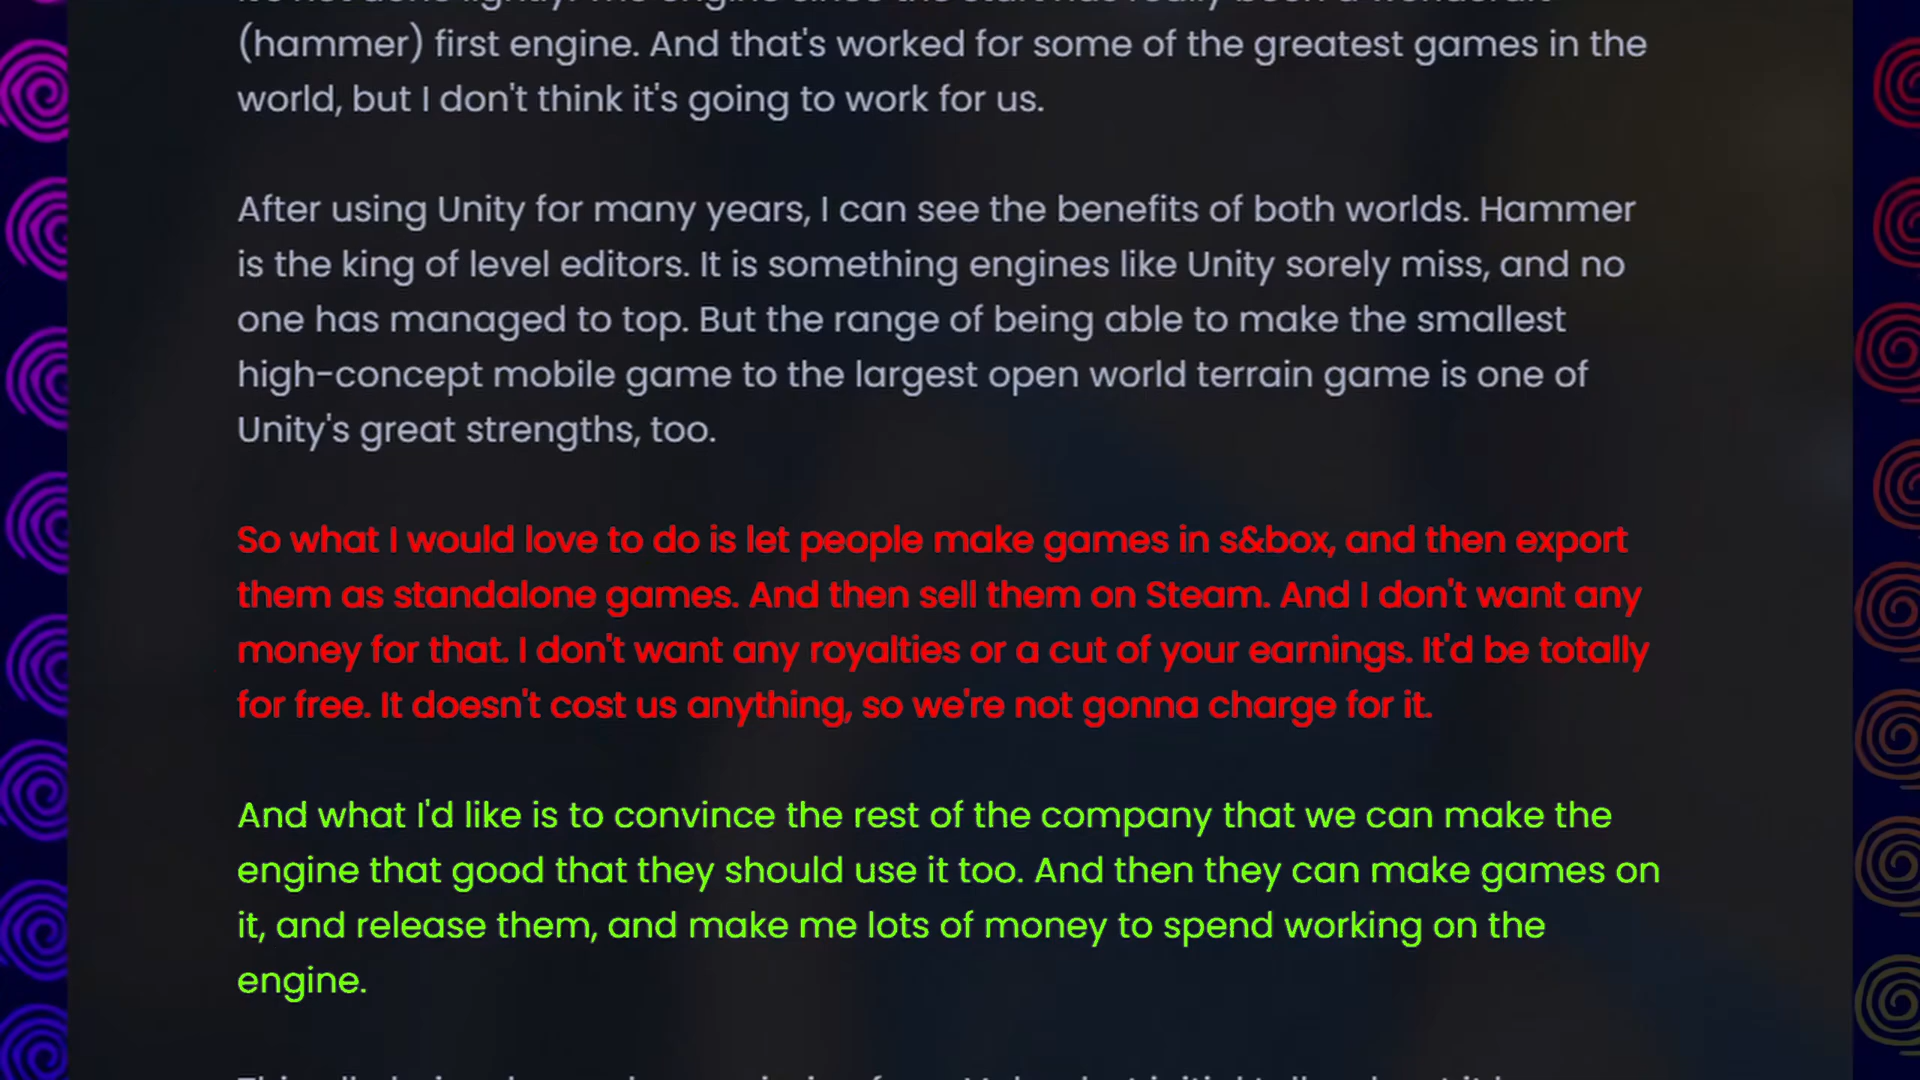 (hammer) first engine. And that's worked for some of the greatest games in the
world, but I don't think it's going to work for us.
After using Unity for many years, I can see the benefits of both worlds. Hammer
is the king of level editors. It is something engines like Unity sorely miss, and no
one has managed to top. But the range of being able to make the smallest
high-concept mobile game to the largest open world terrain game is one of
Unity's great strengths, too.
So what I would love to do is let people make games in s&box, and then export
them as standalone games. And then sell them on Steam. And I don't want any
money for that. I don't want any royalties or a cut of your earnings. It'd be totally
for free. It doesn't cost us anything, so we're not gonna charge for it.
And what I'd like is to convince the rest of the company that we can make the
engine that good that they should use it too. And then they can make games on
it, and release them, and make me lots of money to spend working on the
engine.